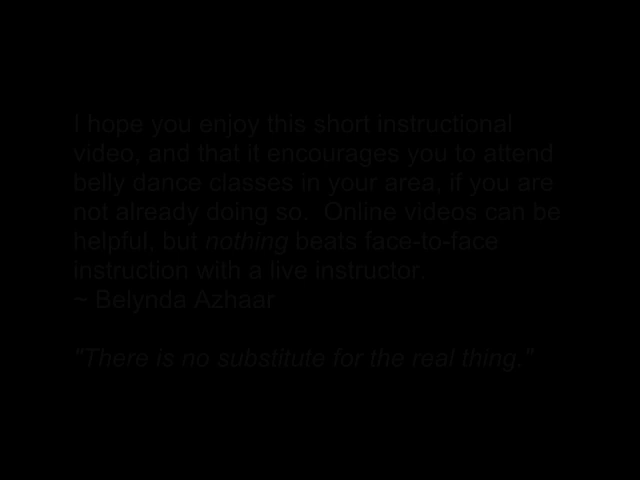 I hope you enjoy this short instructional
video, and that it encourages you to attend
belly dance classes in your area, if you are
not already doing so.  Online videos can be
helpful, but nothing beats face-to-face
instruction with a live instructor.
~ Belynda Azhaar
"There is no substitute for the real thing."